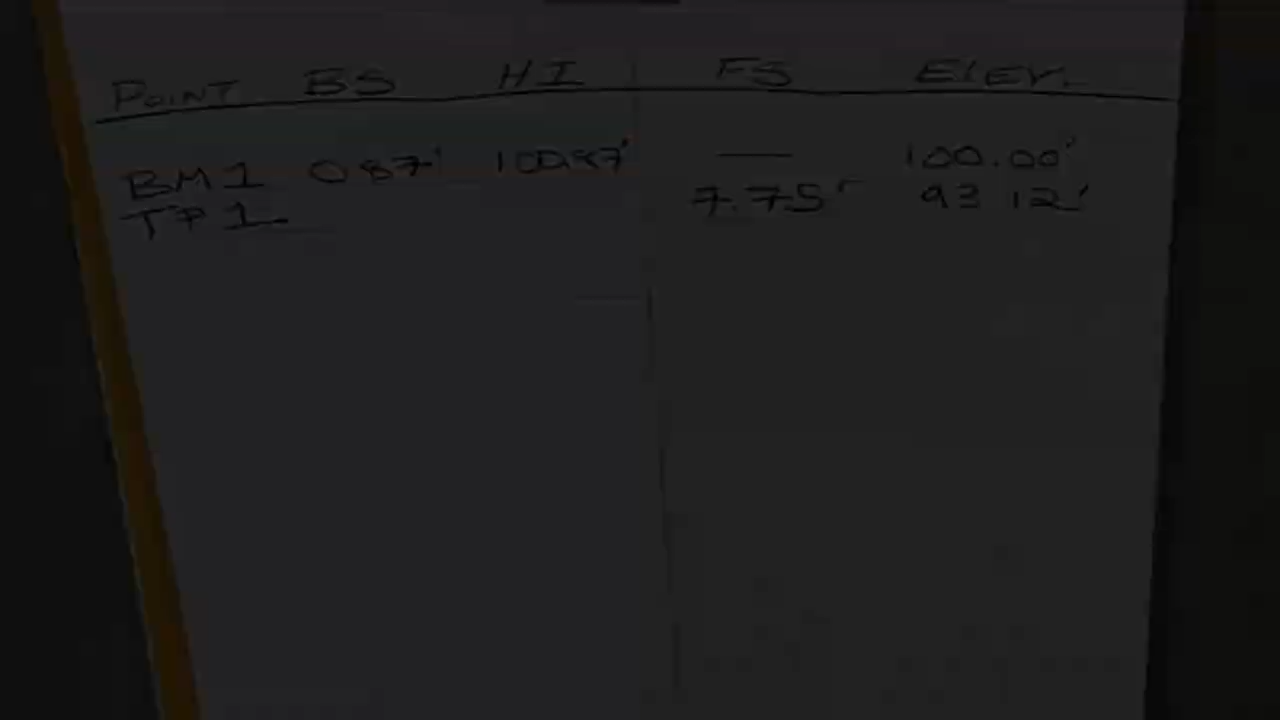 POINT BS HI FS Elev.
BM1 0.87' 100.87' — 100.00'
TP1 7.75' 93.12'